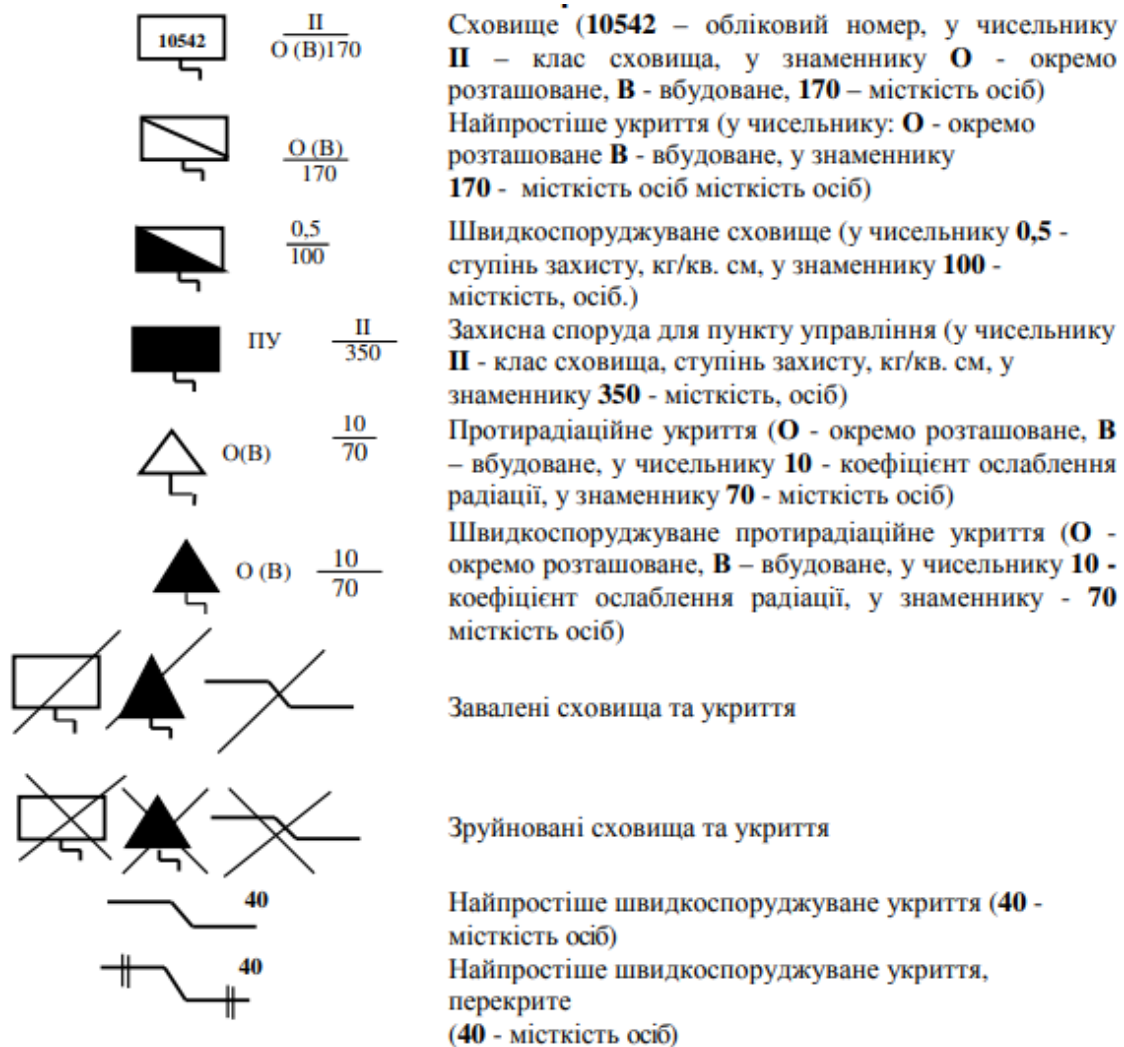 10542 II Сховище (10542 – обліковий номер, у чисельнику
О (В)170 II – клас сховища, у знаменнику О - окремо
розташоване, В - вбудоване, 170 – місткість осіб)
Найпростіше укриття (у чисельнику: О - окремо
О (В) розташоване В - вбудоване, у знаменнику
170 170 - місткість осіб місткість осіб)
0,5 Швидкоспоруджуване сховище (у чисельнику 0,5 -
100 ступінь захисту, кг/кв. см, у знаменнику 100 -
місткість, осіб.)
ПУ II Захисна споруда для пункту управління (у чисельнику
350 II - клас сховища, ступінь захисту, кг/кв. см, у
знаменнику 350 - місткість, осіб)
10 Протирадіаційне укриття (О - окремо розташоване, В
О(В) 70 – вбудоване, у чисельнику 10 - коефіцієнт ослаблення
радіації, у знаменнику 70 - місткість осіб)
Швидкоспоруджуване протирадіаційне укриття (О -
О (В) 10 окремо розташоване, В – вбудоване, у чисельнику 10 -
70 коефіцієнт ослаблення радіації, у знаменнику - 70
місткість осіб)
Завалені сховища та укриття
Зруйновані сховища та укриття
40 Найпростіше швидкоспоруджуване укриття (40 -
місткість осіб)
40 Найпростіше швидкоспоруджуване укриття,
перекрите
(40 - місткість осіб)